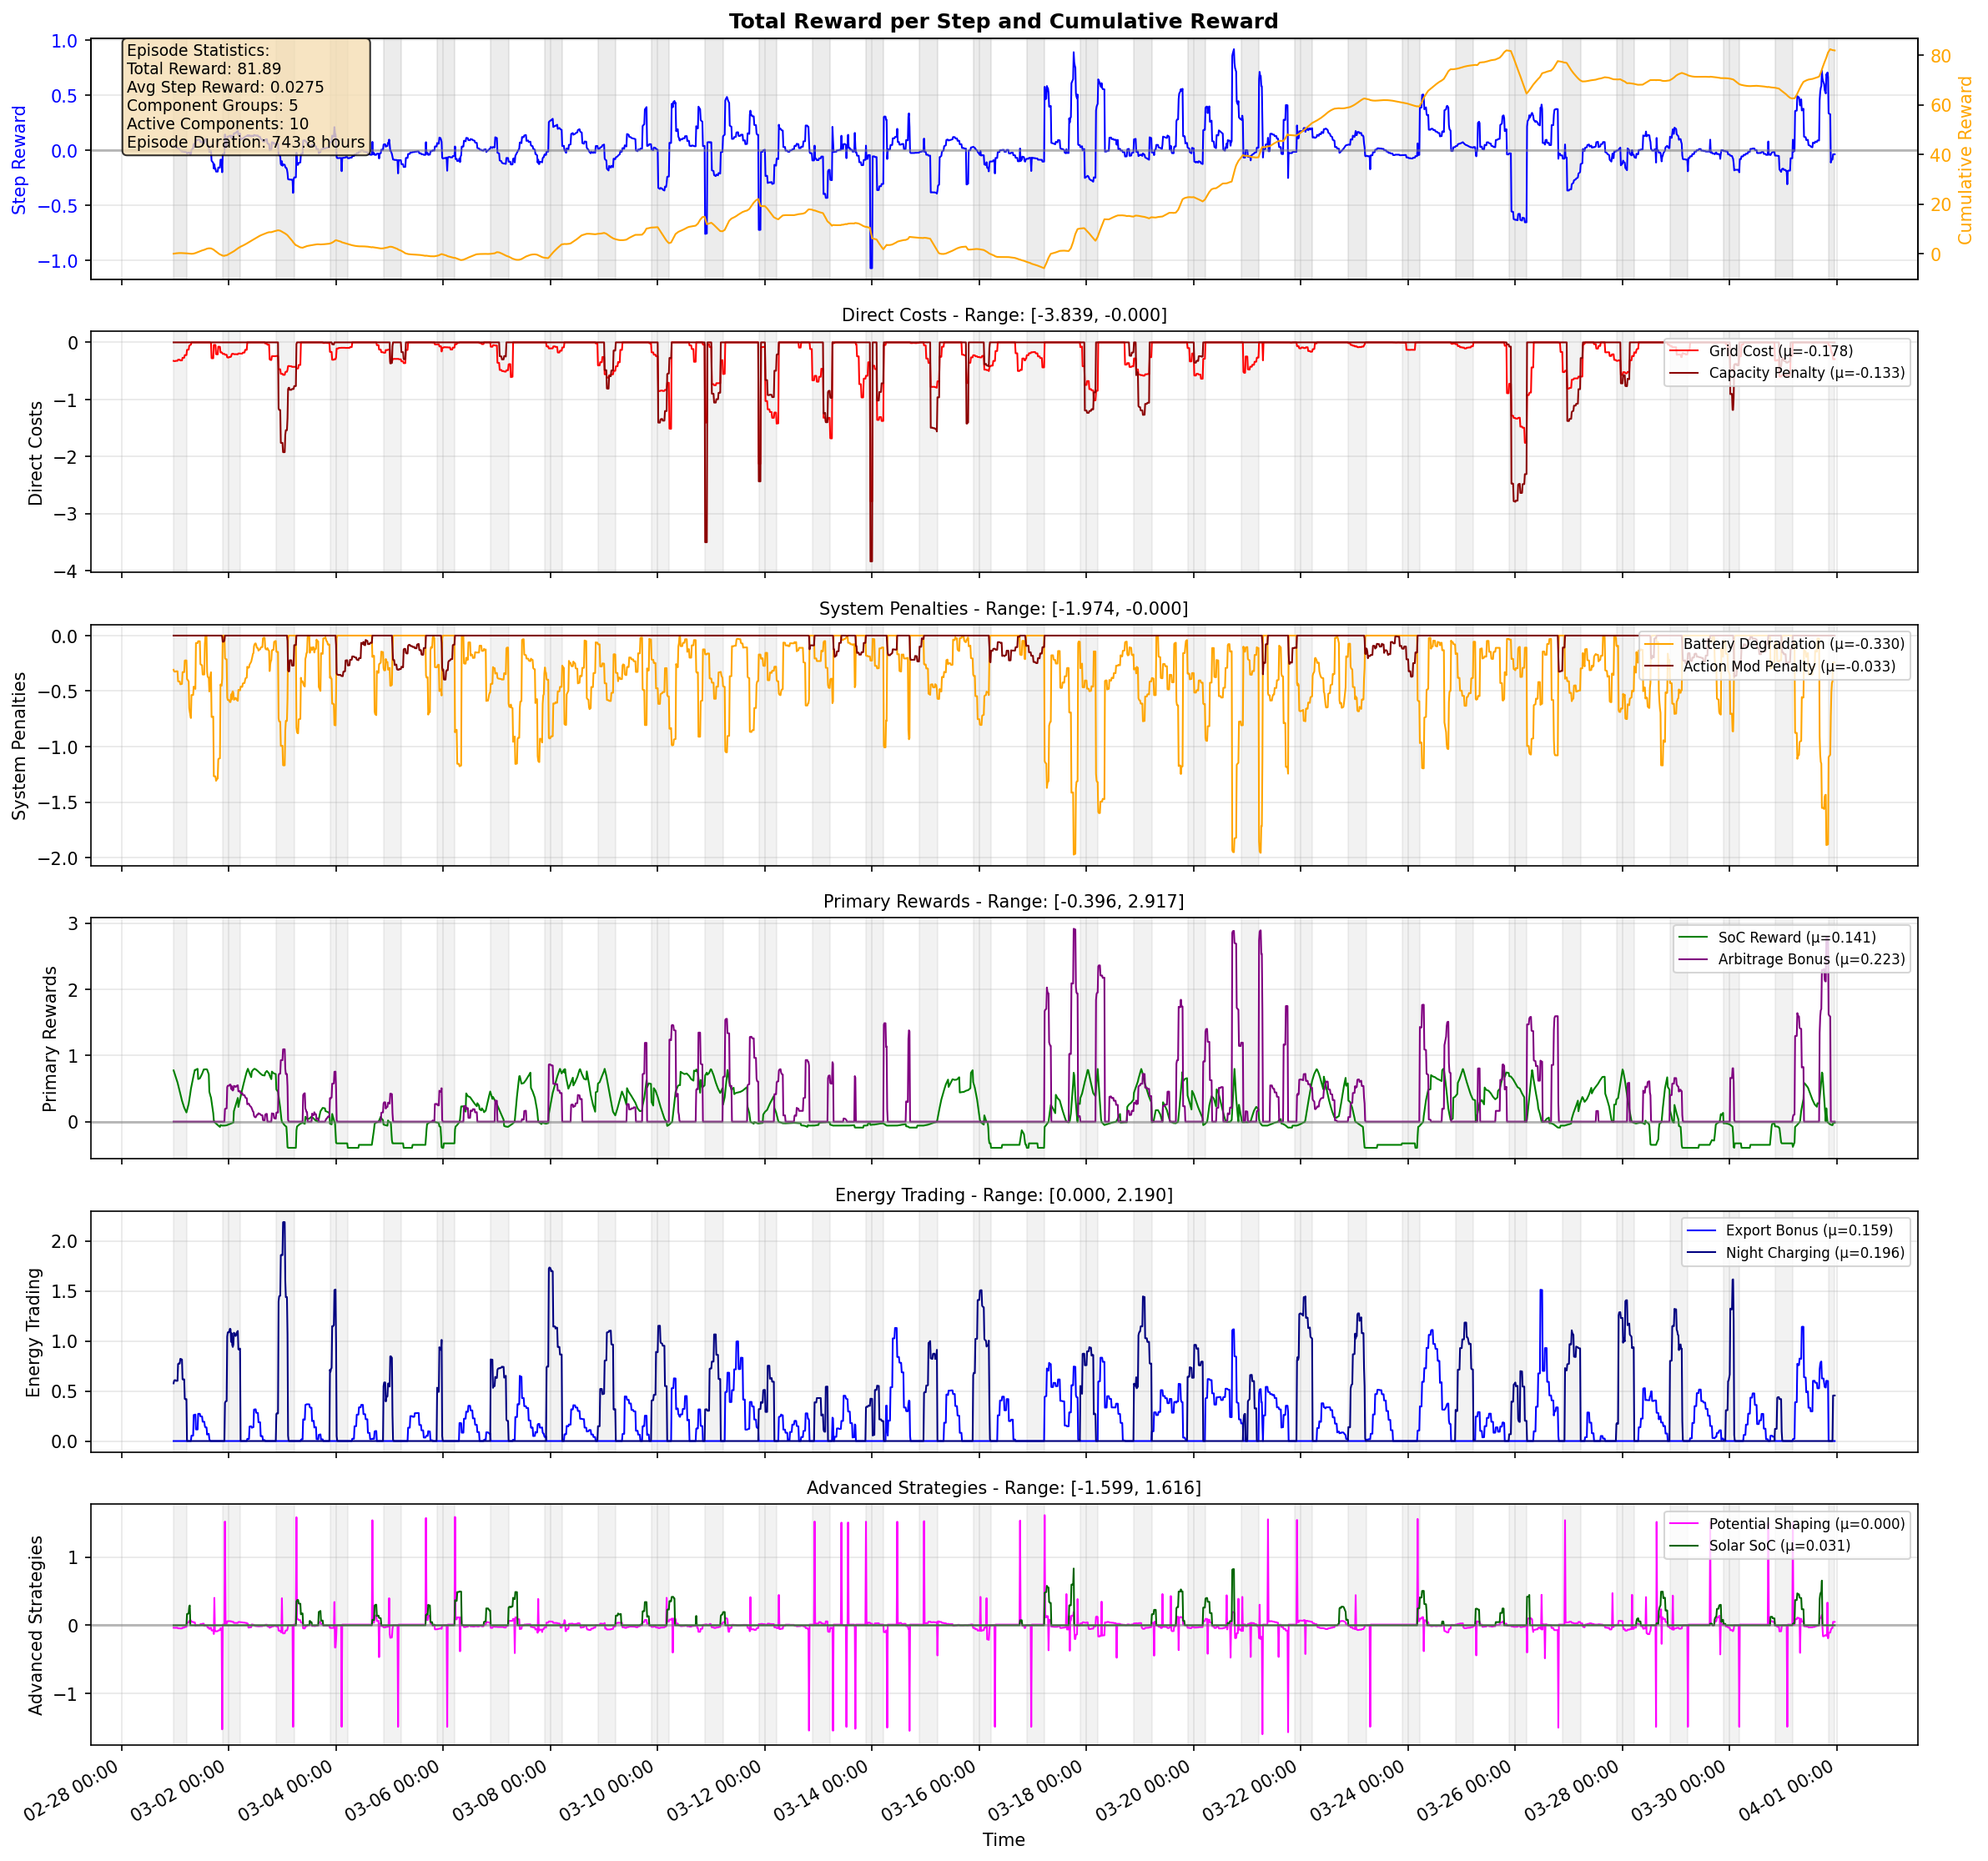 Total Reward per Step and Cumulative Reward
Episode Statistics:
Total Reward: 81.89
Avg Step Reward: 0.0275
Component Groups: 5
Active Components: 10
Episode Duration: 743.8 hours
Step Reward
1.0
0.5
0.0
−0.5
−1.0
80
60
40
20
0
Cumulative Reward
Direct Costs - Range: [-3.839, -0.000]
Direct Costs
0
−1
−2
−3
−4
Grid Cost (μ=-0.178)
Capacity Penalty (μ=-0.133)
System Penalties - Range: [-1.974, -0.000]
System Penalties
0.0
−0.5
−1.0
−1.5
−2.0
Battery Degradation (μ=-0.330)
Action Mod Penalty (μ=-0.033)
Primary Rewards - Range: [-0.396, 2.917]
Primary Rewards
3
2
1
0
SoC Reward (μ=0.141)
Arbitrage Bonus (μ=0.223)
Energy Trading - Range: [0.000, 2.190]
Energy Trading
2.0
1.5
1.0
0.5
0.0
Export Bonus (μ=0.159)
Night Charging (μ=0.196)
Advanced Strategies - Range: [-1.599, 1.616]
Advanced Strategies
1
0
−1
Potential Shaping (μ=0.000)
Solar SoC (μ=0.031)
02-28 00:00
03-02 00:00
03-04 00:00
03-06 00:00
03-08 00:00
03-10 00:00
03-12 00:00
03-14 00:00
03-16 00:00
03-18 00:00
03-20 00:00
03-22 00:00
03-24 00:00
03-26 00:00
03-28 00:00
03-30 00:00
04-01 00:00
Time